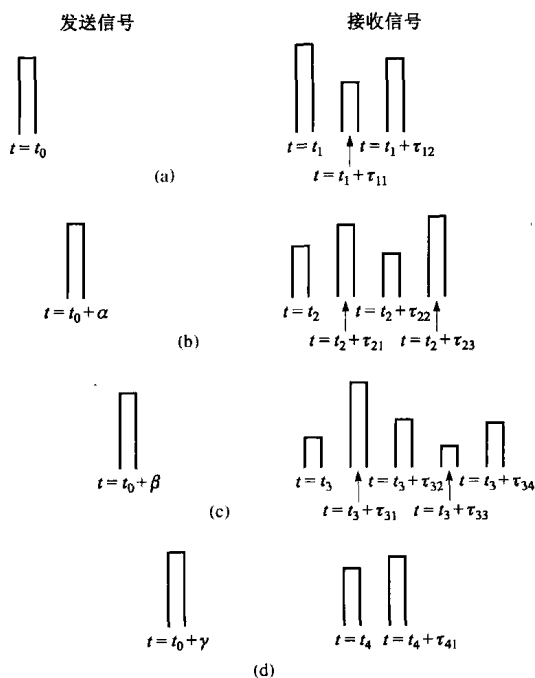 发送信号 接收信号
t = t₀ t = t₁ t = t₁ + τ₁₂
t = t₁ + τ₁₁
(a)
t = t₀ + α t = t₂ t = t₂ + τ₂₂
t = t₂ + τ₂₁ t = t₂ + τ₂₃
(b)
t = t₀ + β t = t₃ t = t₃ + τ₃₂ t = t₃ + τ₃₄
t = t₃ + τ₃₁ t = t₃ + τ₃₃
(c)
t = t₀ + γ t = t₄ t = t₄ + τ₄₁
(d)